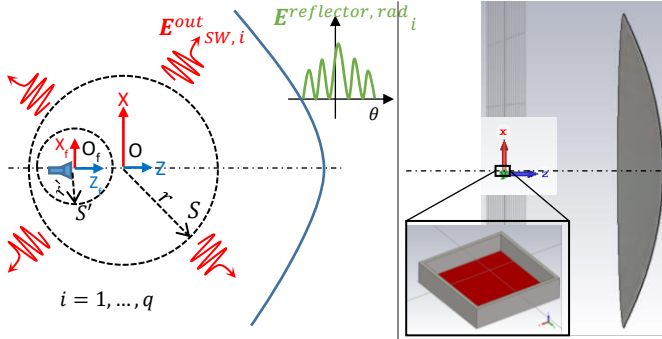 E^out_SW, i
E^reflector,rad_i
θ
X
X_f
O_f
O
Z
Z_f
r'
r
S'
S
i = 1, … , q
x
z